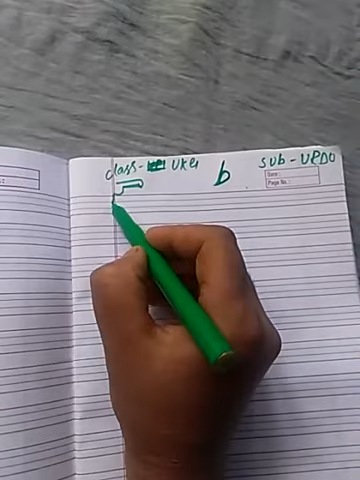 class- UKG
sub - URDU
ط
Date :
Page No. :